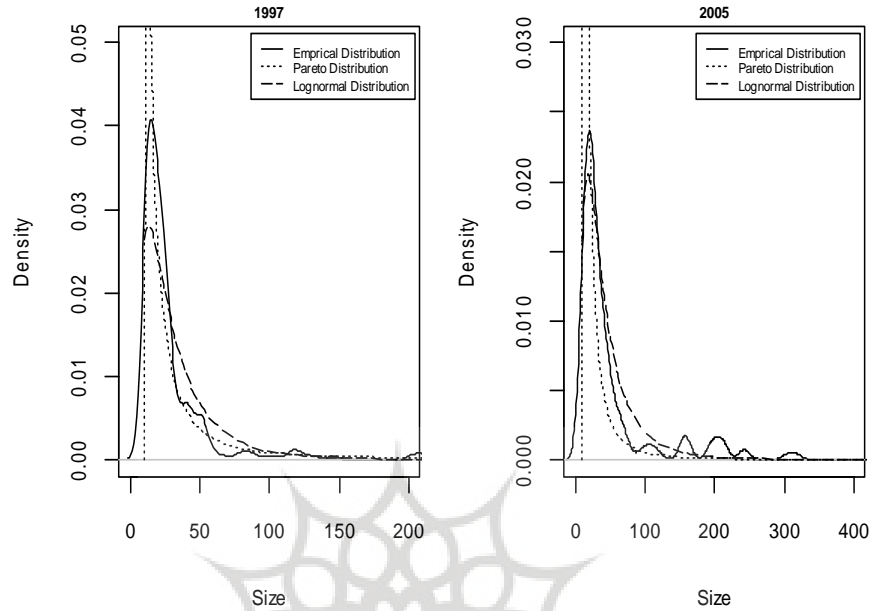 1997
Emprical Distribution
Pareto Distribution
Lognormal Distribution
0.05
0.04
0.03
0.02
0.01
0.00
Density
0 50 100 150 200
Size
2005
Emprical Distribution
Pareto Distribution
Lognormal Distribution
0.030
0.020
0.010
0.000
Density
0 100 200 300 400
Size